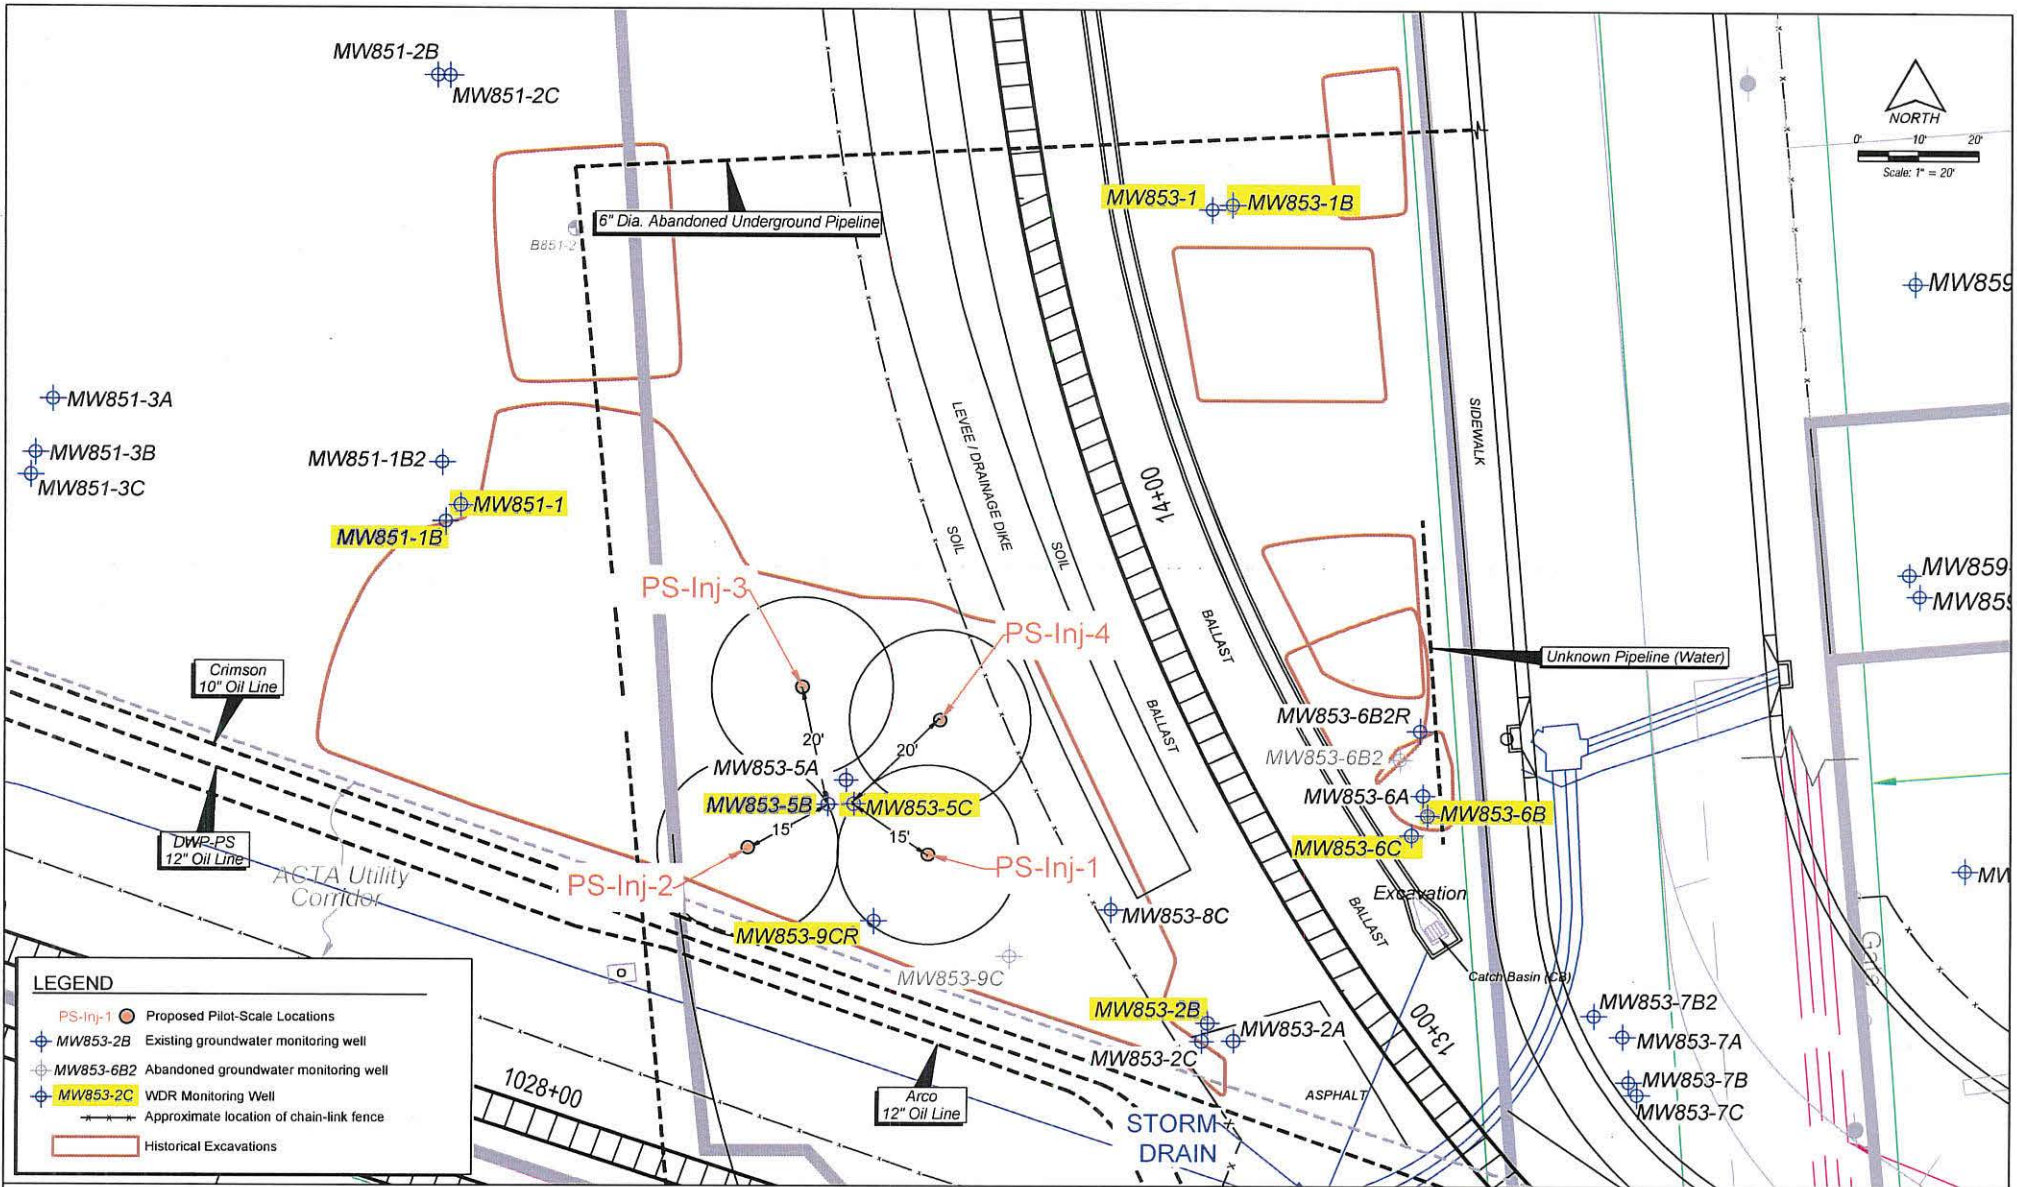 MW851-2B
MW851-2C
NORTH
0' 10' 20'
Scale: 1" = 20'
MW853-1
MW853-1B
6" Dia. Abandoned Underground Pipeline
B851-2
MW859
MW851-3A
MW851-3B
MW851-3C
MW851-1B2
MW851-1
MW851-1B
LEVEE / DRAINAGE DIKE
SOIL
SOIL
SIDEWALK
14+00
BALLAST
BALLAST
MW859-
MW859
PS-Inj-3
PS-Inj-4
Unknown Pipeline (Water)
Crimson
10" Oil Line
DWP-PS
12" Oil Line
ACTA Utility
Corridor
20'
20'
MW853-5A
MW853-5B
MW853-5C
15'
15'
PS-Inj-2
PS-Inj-1
MW853-6B2R
MW853-6B2
MW853-6A
MW853-6B
MW853-6C
MW
Excavation
BALLAST
MW853-8C
MW853-9CR
MW853-9C
Catch Basin (CB)
MW853-2B
MW853-2A
MW853-2C
13+00
MW853-7B2
MW853-7A
MW853-7B
MW853-7C
1028+00
Arco
12" Oil Line
ASPHALT
STORM
DRAIN
LEGEND
PS-Inj-1 Proposed Pilot-Scale Locations
MW853-2B Existing groundwater monitoring well
MW853-6B2 Abandoned groundwater monitoring well
MW853-2C WDR Monitoring Well
Approximate location of chain-link fence
Historical Excavations